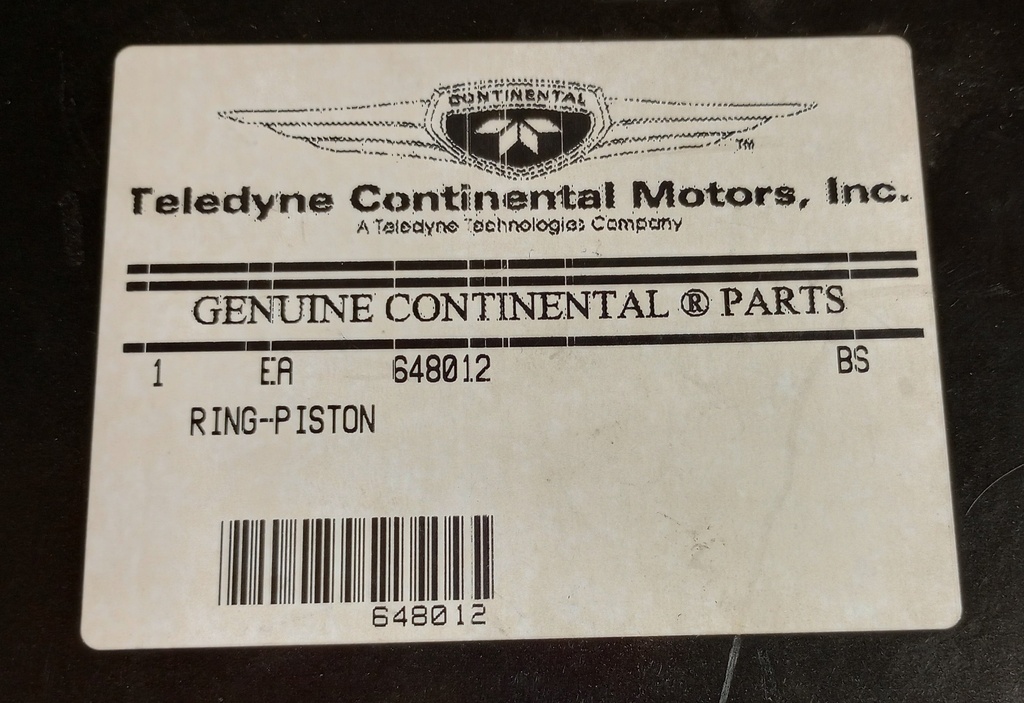 CONTINENTAL
TM
Teledyne Continental Motors, Inc.
A Teledyne Technologies Company
GENUINE CONTINENTAL ® PARTS
1 EA 648012 BS
RING-PISTON
648012